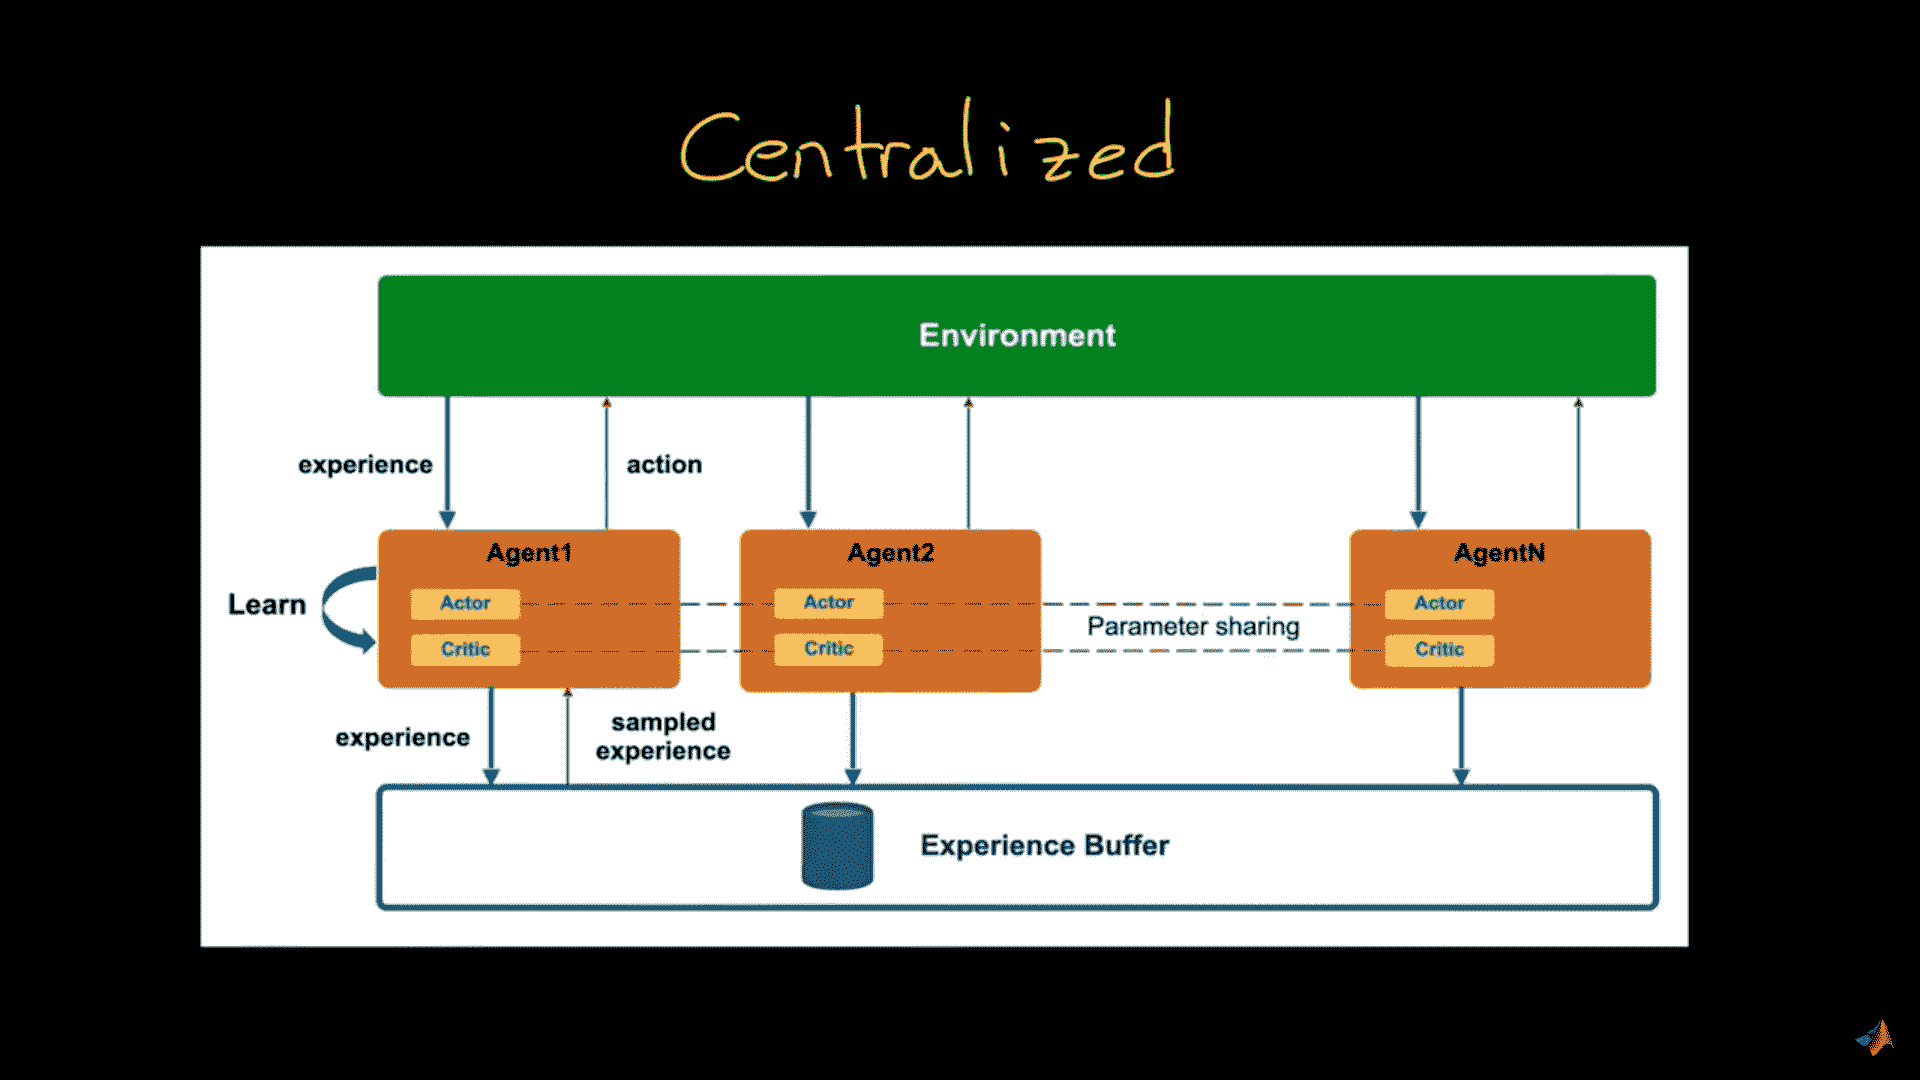 Centralized
Environment
experience
action
Agent1
Agent2
AgentN
Learn
Actor
Actor
Actor
Parameter sharing
Critic
Critic
Critic
experience
sampled
experience
Experience Buffer